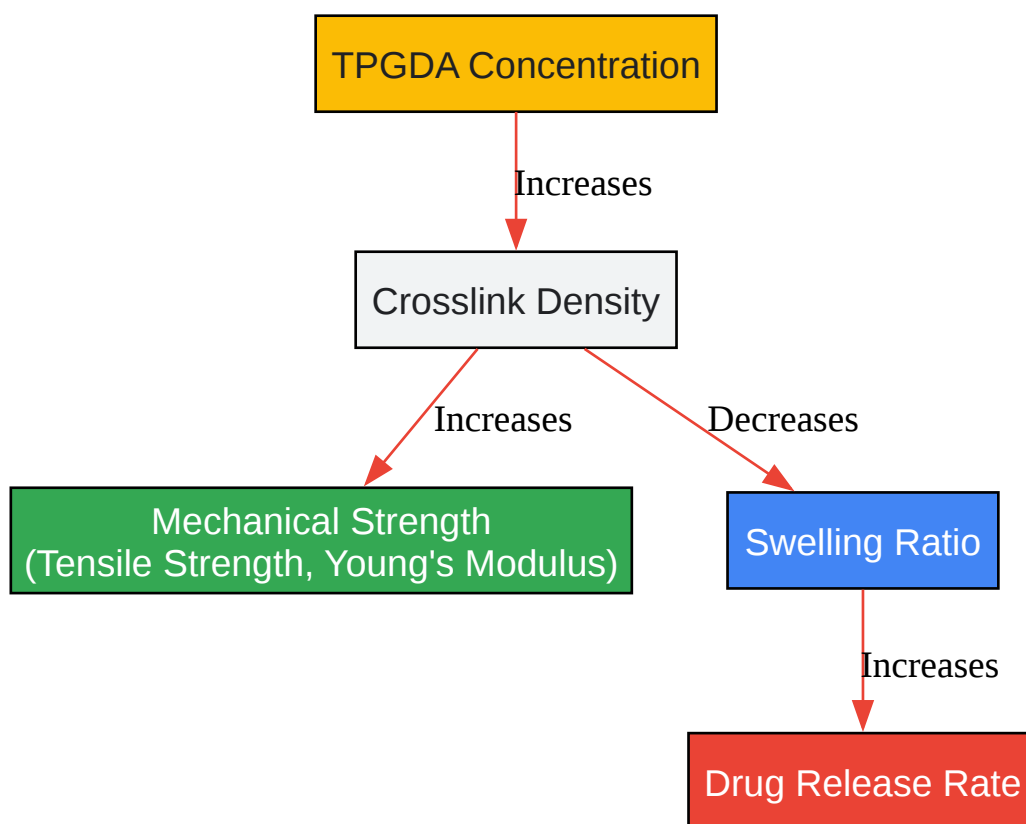 TPGDA Concentration
Increases
Crosslink Density
Increases
Decreases
Mechanical Strength
(Tensile Strength, Young's Modulus)
Swelling Ratio
Increases
Drug Release Rate